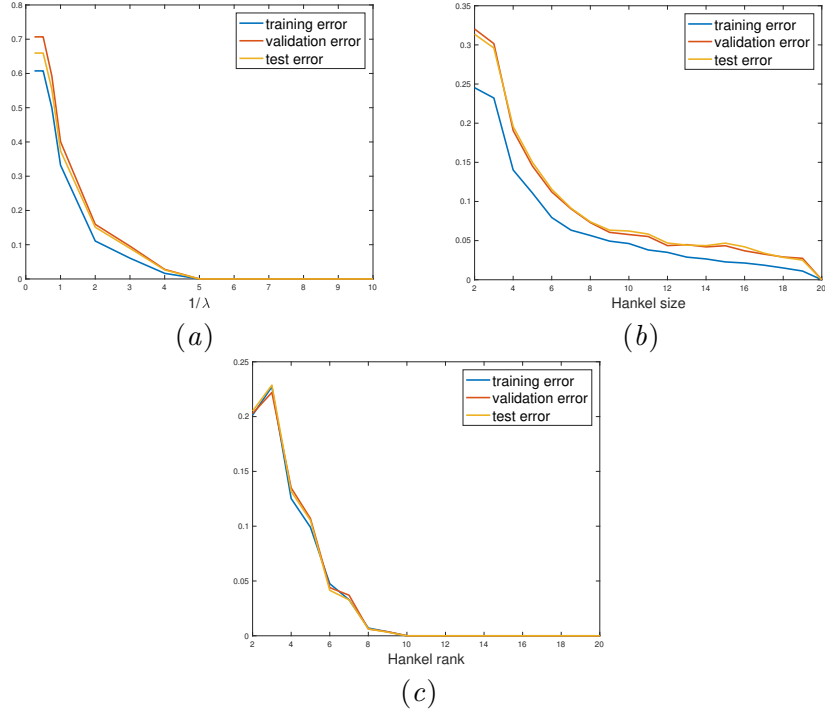 0.8
0.7
0.6
0.5
0.4
0.3
0.2
0.1
0
0 1 2 3 4 5 6 7 8 9 10
1/λ
training error
validation error
test error
(a)
0.35
0.3
0.25
0.2
0.15
0.1
0.05
0
2 4 6 8 10 12 14 16 18 20
Hankel size
training error
validation error
test error
(b)
0.25
0.2
0.15
0.1
0.05
0
2 4 6 8 10 12 14 16 18 20
Hankel rank
training error
validation error
test error
(c)